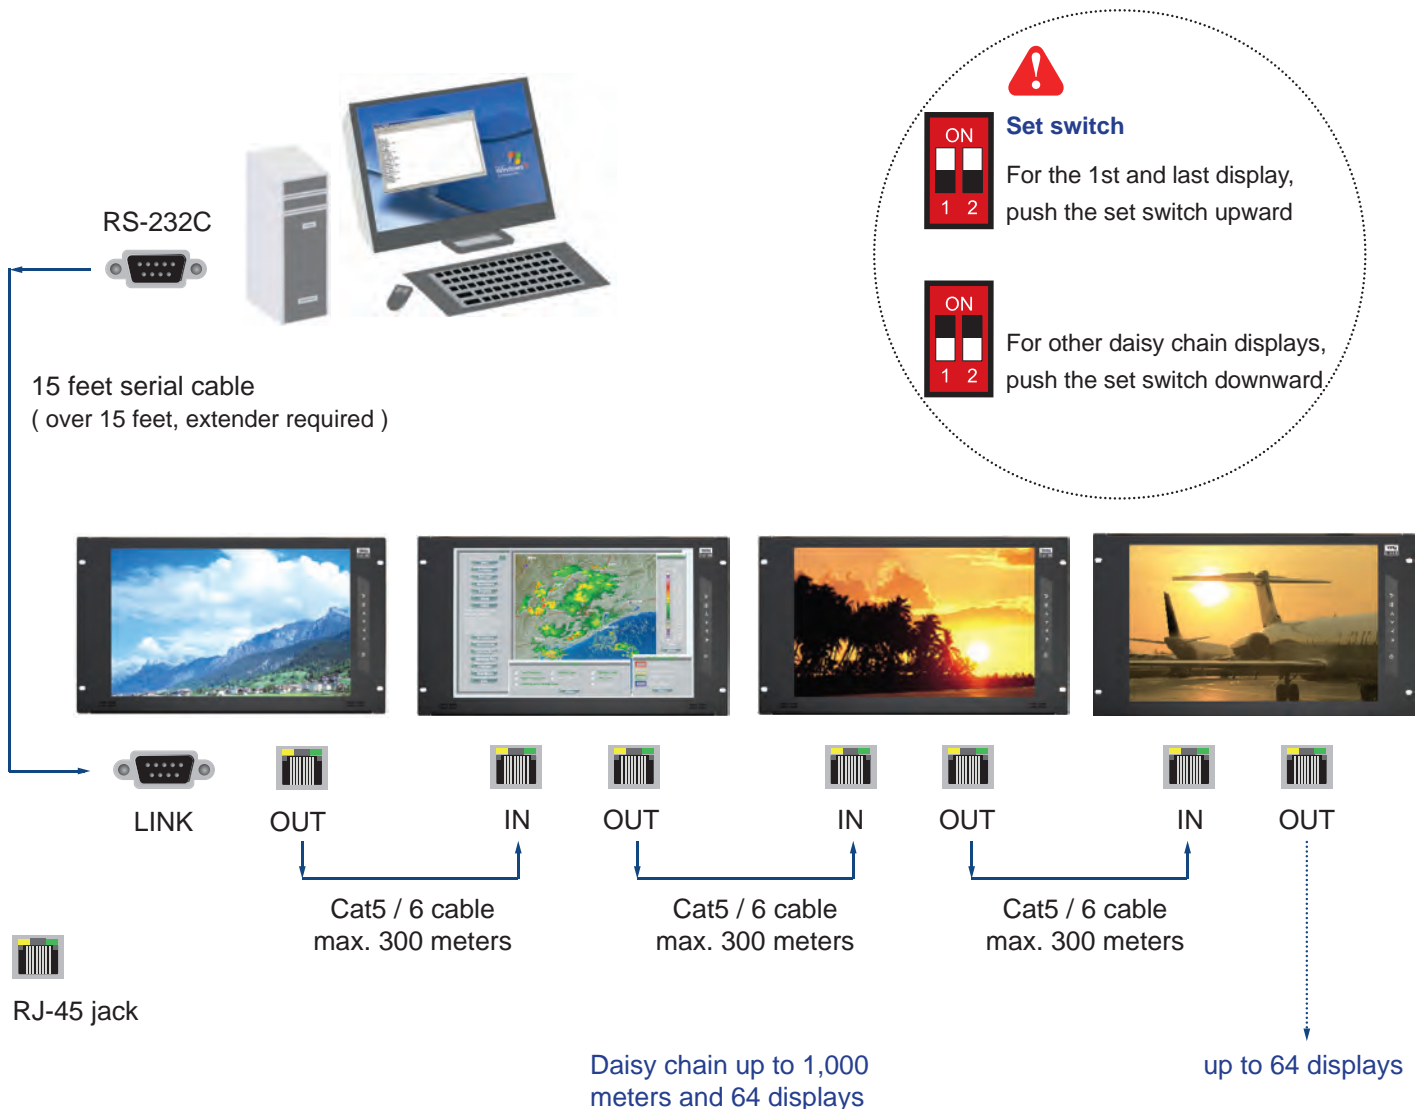 RS-232C
15 feet serial cable
( over 15 feet, extender required )
Set switch
ON
1 2
For the 1st and last display,
push the set switch upward
ON
1 2
For other daisy chain displays,
push the set switch downward.
LINK
OUT
IN
OUT
IN
OUT
IN
OUT
Cat5 / 6 cable
max. 300 meters
Cat5 / 6 cable
max. 300 meters
Cat5 / 6 cable
max. 300 meters
RJ-45 jack
Daisy chain up to 1,000
meters and 64 displays
up to 64 displays